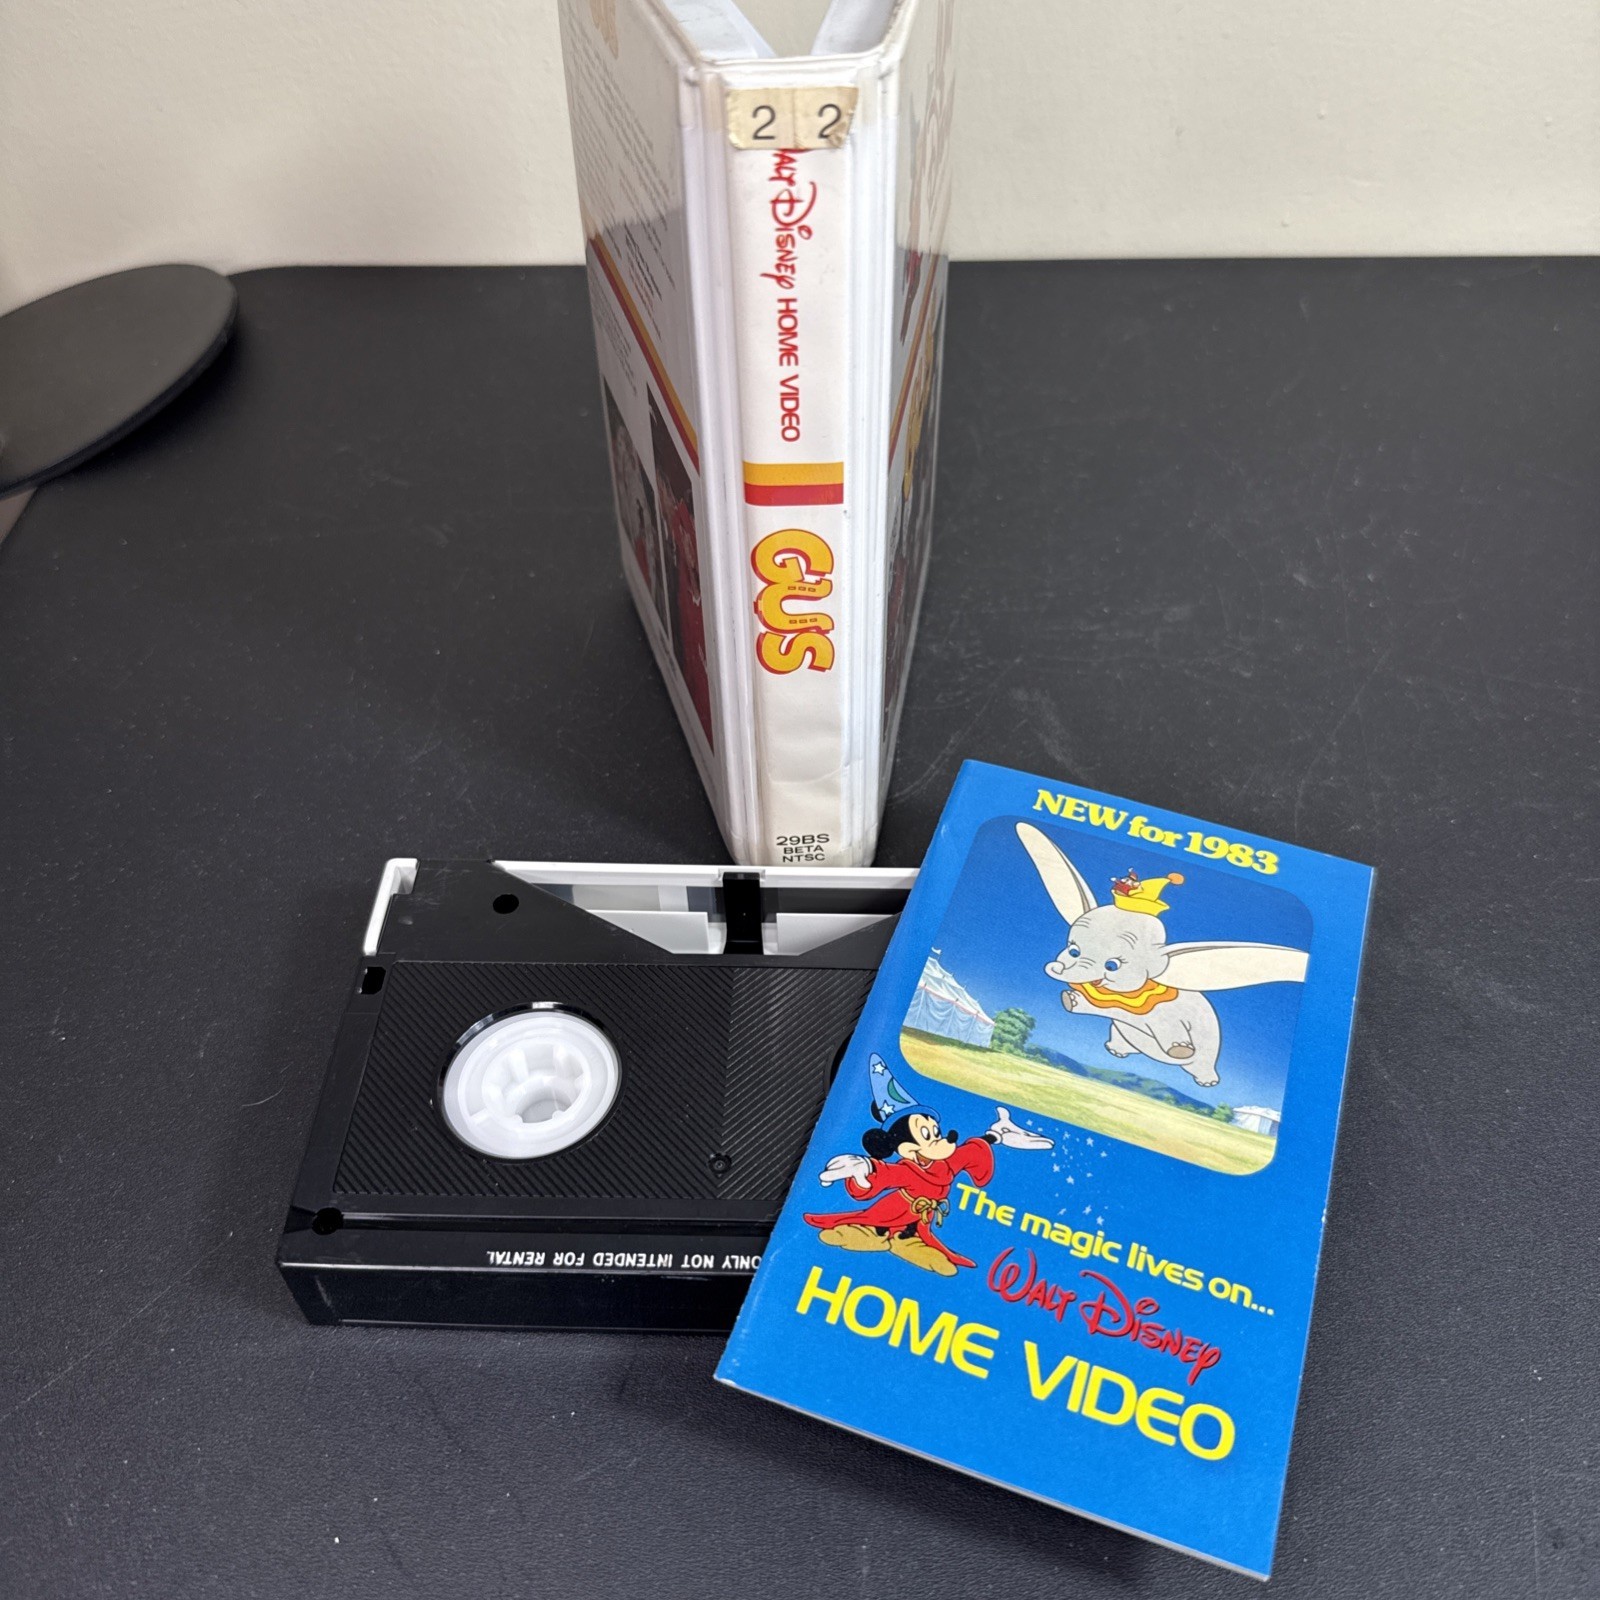 2 2
WALT DISNEY HOME VIDEO
GUS
29BS
BETA
NTSC
ONLY NOT INTENDED FOR RENTAL
NEW for 1983
The magic lives on...
WALT DISNEY
HOME VIDEO